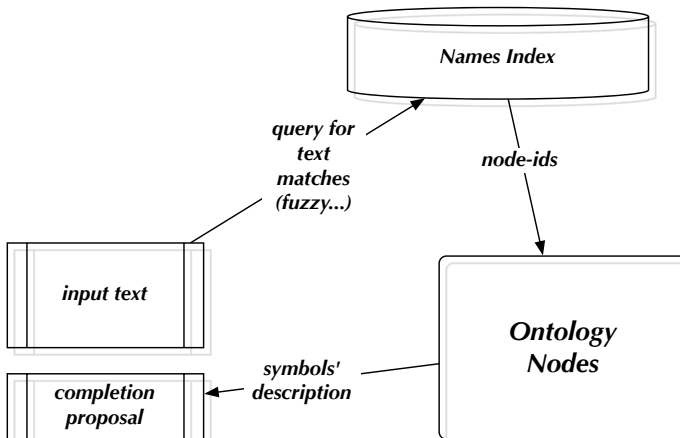 Names Index
query for
text
matches
(fuzzy...)
node-ids
input text
Ontology
Nodes
symbols'
description
completion
proposal